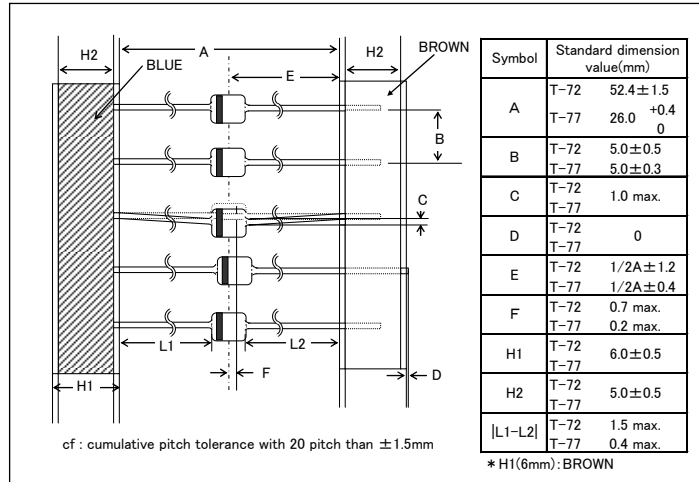 H2
A
H2
BLUE
BROWN
E
B
C
L1
L2
F
D
H1
cf : cumulative pitch tolerance with 20 pitch than ±1.5mm
Symbol Standard dimension value(mm)
A T-72 52.4±1.5
T-77 26.0 +0.4 0
B T-72 5.0±0.5
T-77 5.0±0.3
C T-72 1.0 max.
T-77
D T-72 0
T-77
E T-72 1/2A±1.2
T-77 1/2A±0.4
F T-72 0.7 max.
T-77 0.2 max.
H1 T-72 6.0±0.5
T-77
H2 T-72 5.0±0.5
T-77
|L1-L2| T-72 1.5 max.
T-77 0.4 max.
* H1(6mm):BROWN